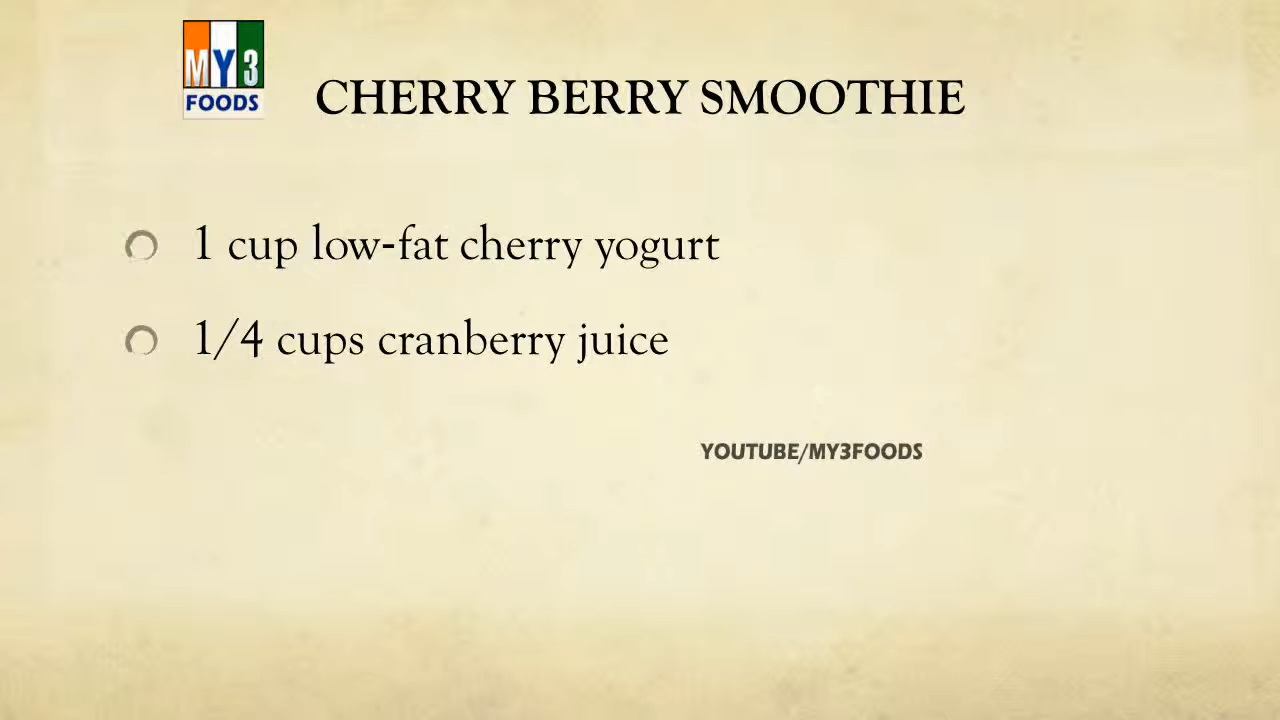 MY3
FOODS
CHERRY BERRY SMOOTHIE
1 cup low-fat cherry yogurt
1/4 cups cranberry juice
YOUTUBE/MY3FOODS